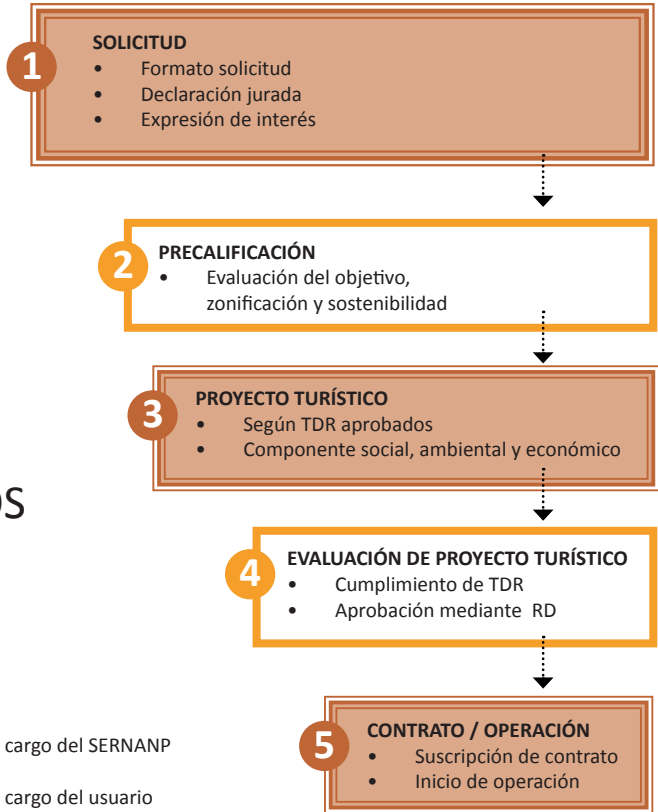 1
SOLICITUD
• Formato solicitud
• Declaración jurada
• Expresión de interés
2
PRECALIFICACIÓN
• Evaluación del objetivo,
zonificación y sostenibilidad
3
PROYECTO TURÍSTICO
• Según TDR aprobados
• Componente social, ambiental y económico
OS
4
EVALUACIÓN DE PROYECTO TURÍSTICO
• Cumplimiento de TDR
• Aprobación mediante RD
5
CONTRATO / OPERACIÓN
• Suscripción de contrato
• Inicio de operación
cargo del SERNANP
cargo del usuario